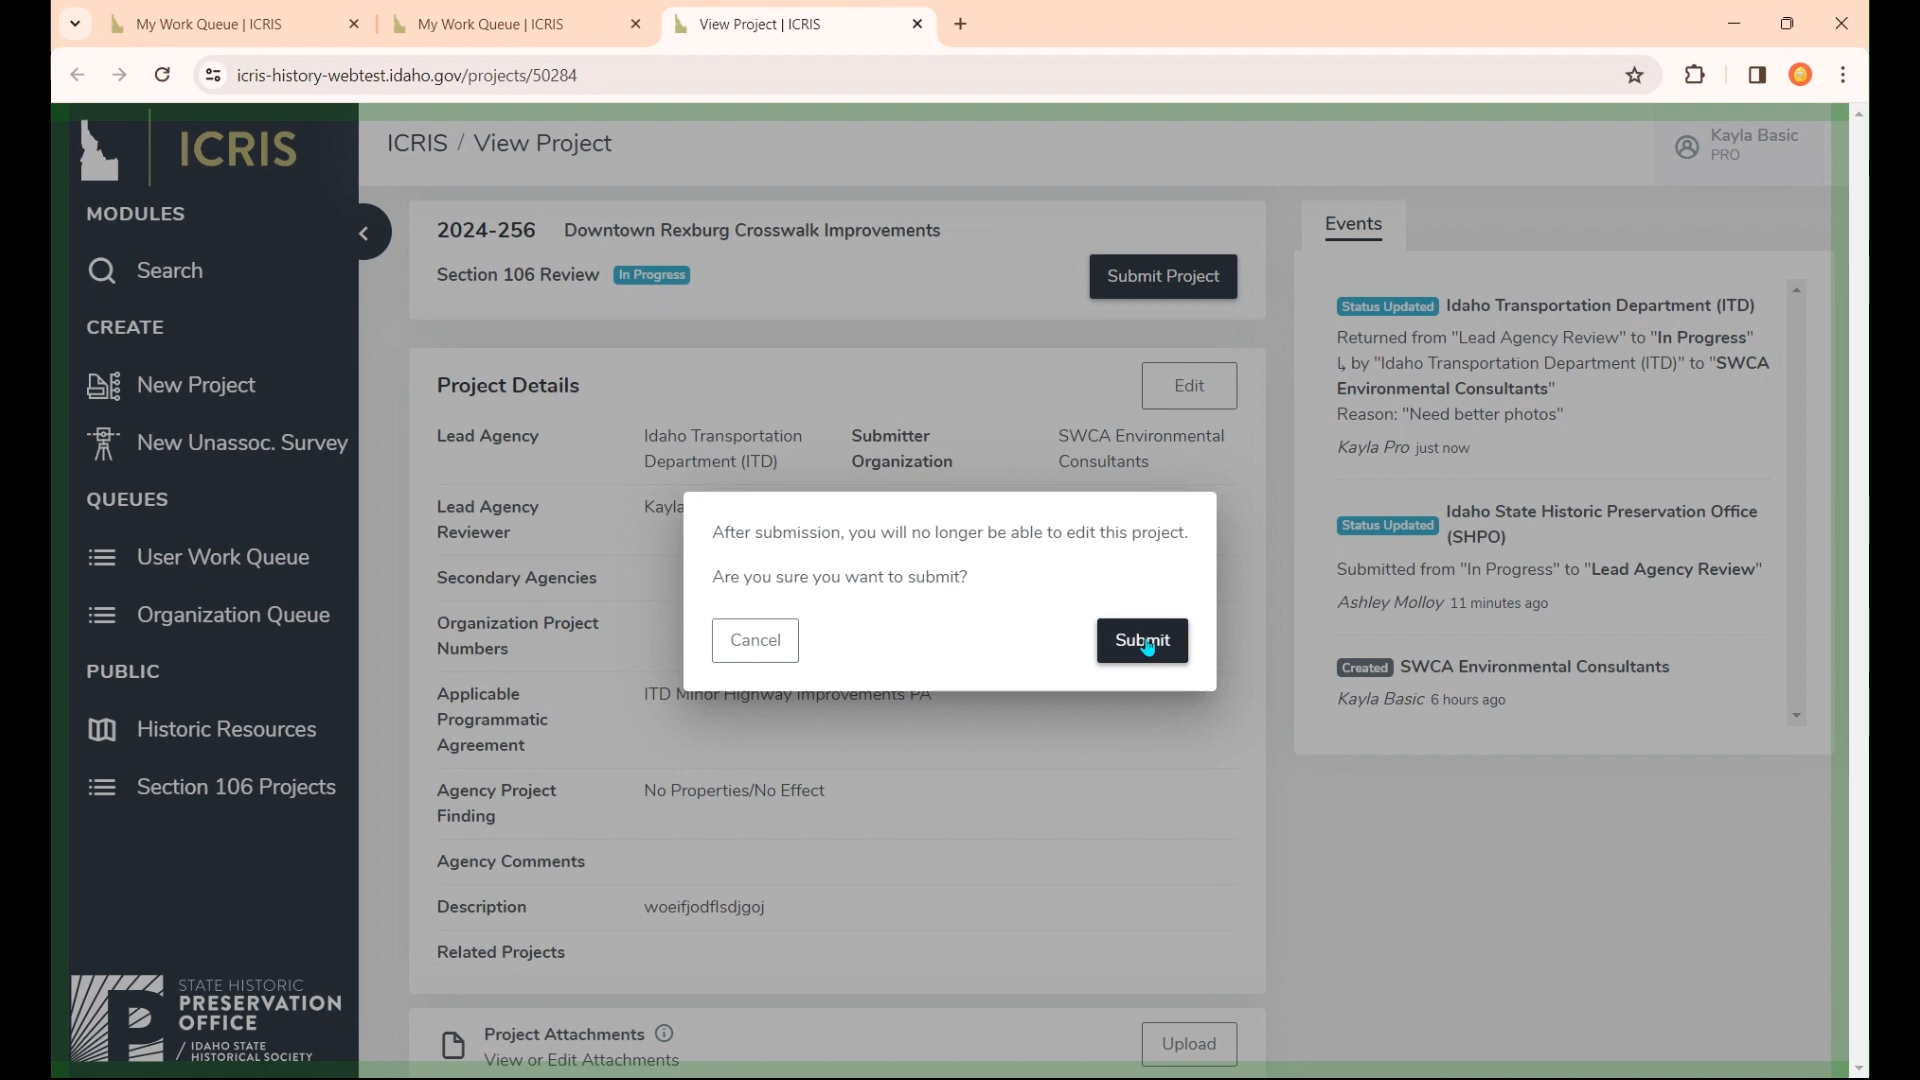 My Work Queue | ICRIS
My Work Queue | ICRIS
View Project | ICRIS
icris-history-webtest.idaho.gov/projects/50284
ICRIS
ICRIS / View Project
Kayla Basic
PRO
MODULES
Search
CREATE
New Project
New Unassoc. Survey
QUEUES
User Work Queue
Organization Queue
PUBLIC
Historic Resources
Section 106 Projects
STATE HISTORIC
PRESERVATION
OFFICE
/ IDAHO STATE
HISTORICAL SOCIETY
2024-256 Downtown Rexburg Crosswalk Improvements
Section 106 Review In Progress
Submit Project
Project Details
Edit
Lead Agency Idaho Transportation Submitter SWCA Environmental
Department (ITD) Organization Consultants
Lead Agency Kayla
Reviewer
Secondary Agencies
Organization Project
Numbers
Applicable ITD Minor Highway Improvements PA
Programmatic
Agreement
Agency Project No Properties/No Effect
Finding
Agency Comments
Description woeifjodflsdjgoj
Related Projects
Project Attachments
View or Edit Attachments
Upload
After submission, you will no longer be able to edit this project.
Are you sure you want to submit?
Cancel
Submit
Events
Status Updated Idaho Transportation Department (ITD)
Returned from "Lead Agency Review" to "In Progress"
↳ by "Idaho Transportation Department (ITD)" to "SWCA
Environmental Consultants"
Reason: "Need better photos"
Kayla Pro just now
Status Updated Idaho State Historic Preservation Office
(SHPO)
Submitted from "In Progress" to "Lead Agency Review"
Ashley Molloy 11 minutes ago
Created SWCA Environmental Consultants
Kayla Basic 6 hours ago